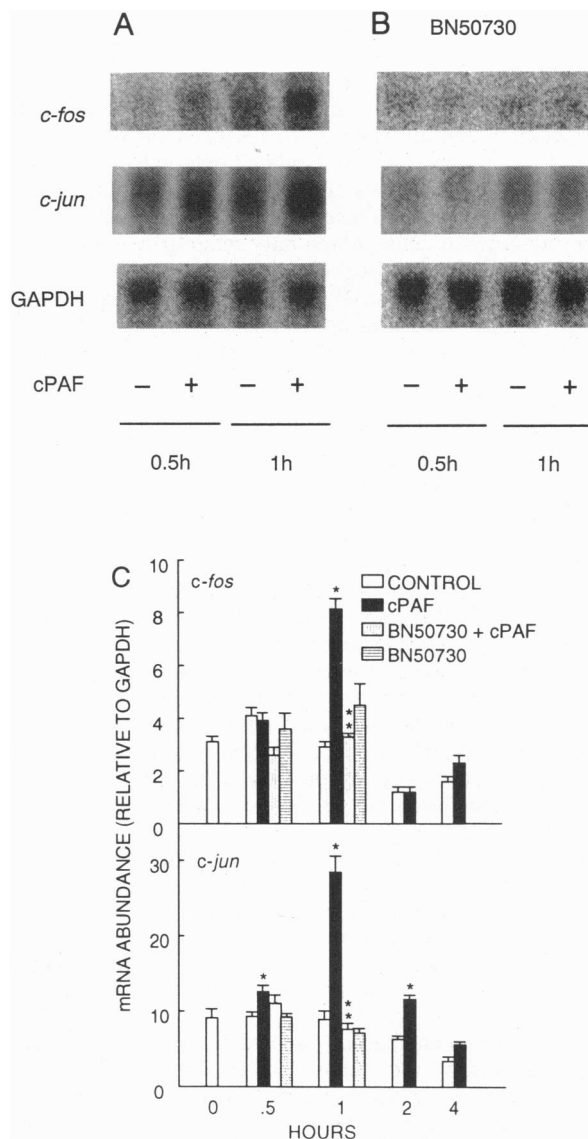 A
B BN50730
c-fos
c-jun
GAPDH
cPAF − + − + − + − +
0.5h 1h 0.5h 1h
C
c-fos
CONTROL
cPAF
BN50730 + cPAF
BN50730
10
8
6
4
2
0
*
**
c-jun
30
20
10
0
*
*
**
*
mRNA ABUNDANCE (RELATIVE TO GAPDH)
0 .5 1 2 4
HOURS